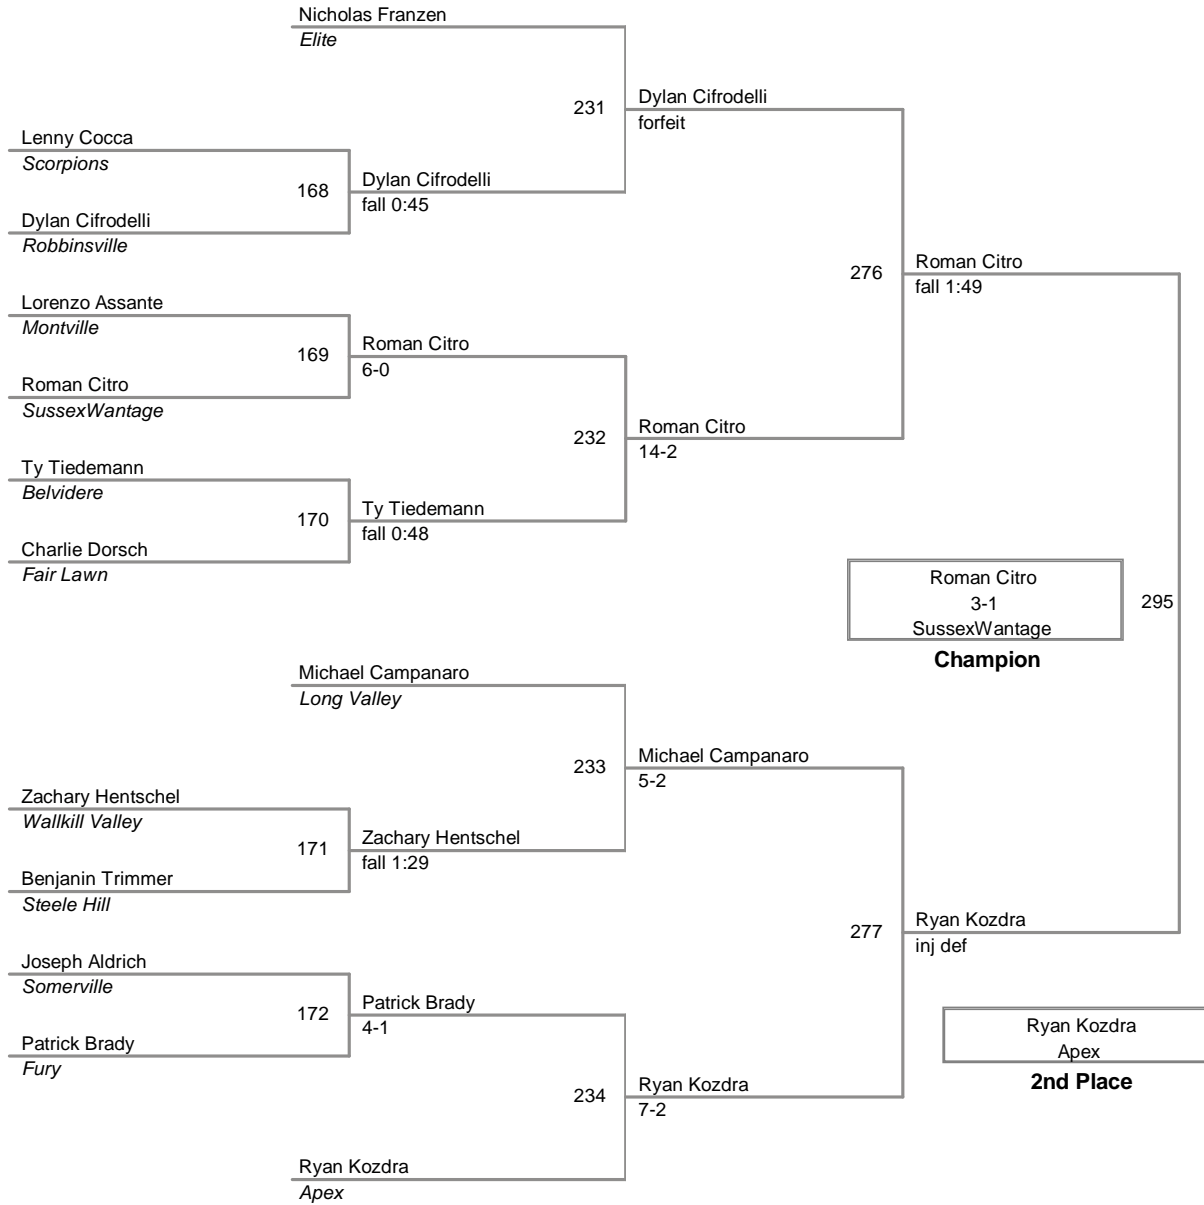 Nicholas Franzen
Elite
231
Dylan Cifrodelli
forfeit
Lenny Cocca
Scorpions
168
Dylan Cifrodelli
fall 0:45
Dylan Cifrodelli
Robbinsville
276
Roman Citro
fall 1:49
Lorenzo Assante
Montville
169
Roman Citro
6-0
Roman Citro
SussexWantage
232
Roman Citro
14-2
Ty Tiedemann
Belvidere
170
Ty Tiedemann
fall 0:48
Charlie Dorsch
Fair Lawn
Roman Citro
3-1
SussexWantage
Champion
295
Michael Campanaro
Long Valley
233
Michael Campanaro
5-2
Zachary Hentschel
Wallkill Valley
171
Zachary Hentschel
fall 1:29
Benjanin Trimmer
Steele Hill
277
Ryan Kozdra
inj def
Joseph Aldrich
Somerville
172
Patrick Brady
4-1
Patrick Brady
Fury
Ryan Kozdra
Apex
2nd Place
234
Ryan Kozdra
7-2
Ryan Kozdra
Apex